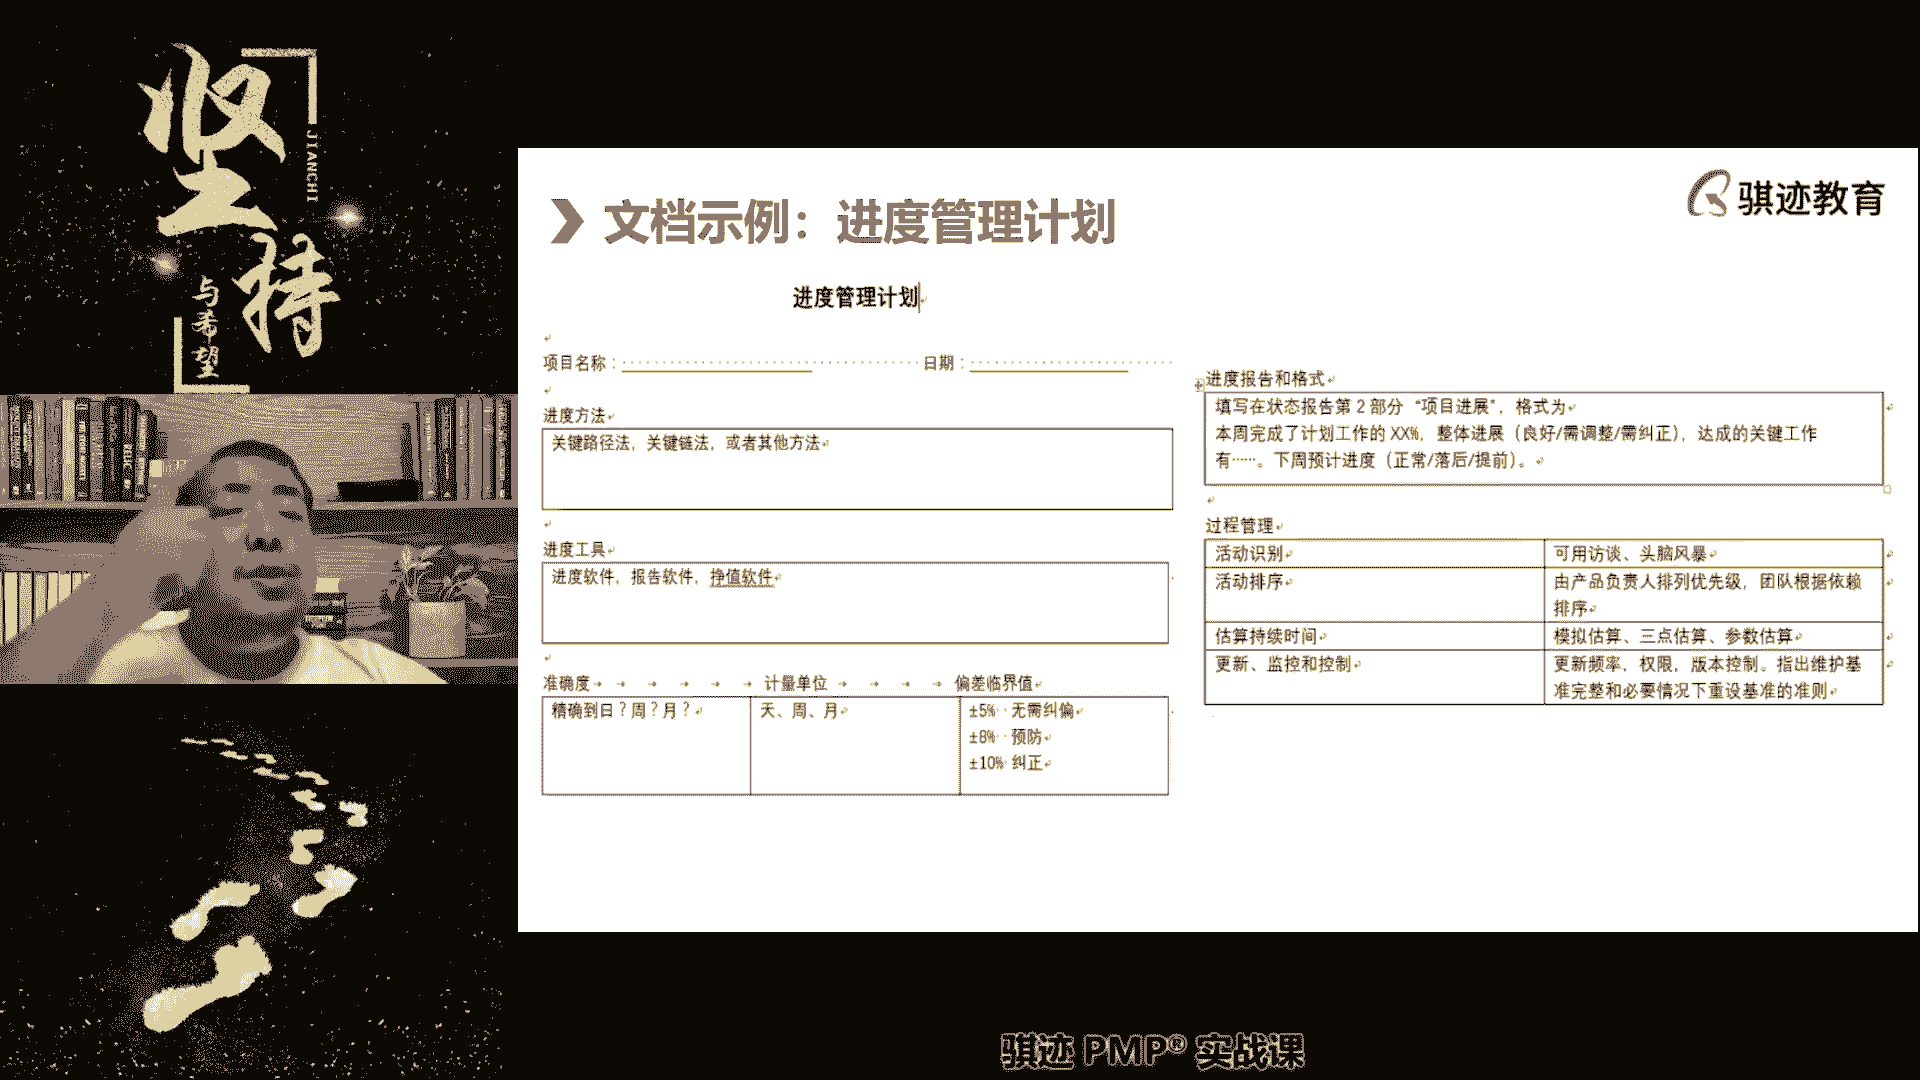 坚持
JIANCHI
与希望
骐迹教育
文档示例：进度管理计划
进度管理计划
项目名称： 日期：
进度方法
关键路径法，关键链法，或者其他方法
进度工具
进度软件，报告软件，挣值软件
准确度 计量单位 偏差临界值
精确到日？周？月？ 天、周、月 ±5% 无需纠偏
±8% 预防
±10% 纠正
进度报告和格式
填写在状态报告第 2 部分 “项目进展”，格式为
本周完成了计划工作的 XX%，整体进展（良好/需调整/需纠正），达成的关键工作
有……。下周预计进度（正常/落后/提前）。
过程管理
活动识别 可用访谈、头脑风暴
活动排序 由产品负责人排列优先级，团队根据依赖
排序
估算持续时间 模拟估算、三点估算、参数估算
更新、监控和控制 更新频率，权限，版本控制。指出维护基
准完整和必要情况下重设基准的准则
骐迹 PMP® 实战课